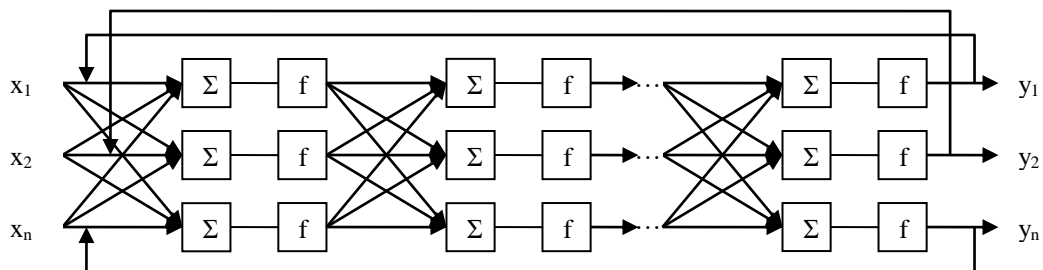 x₁ Σ f Σ f ... Σ f y₁
x₂ Σ f Σ f ... Σ f y₂
xₙ Σ f Σ f ... Σ f yₙ